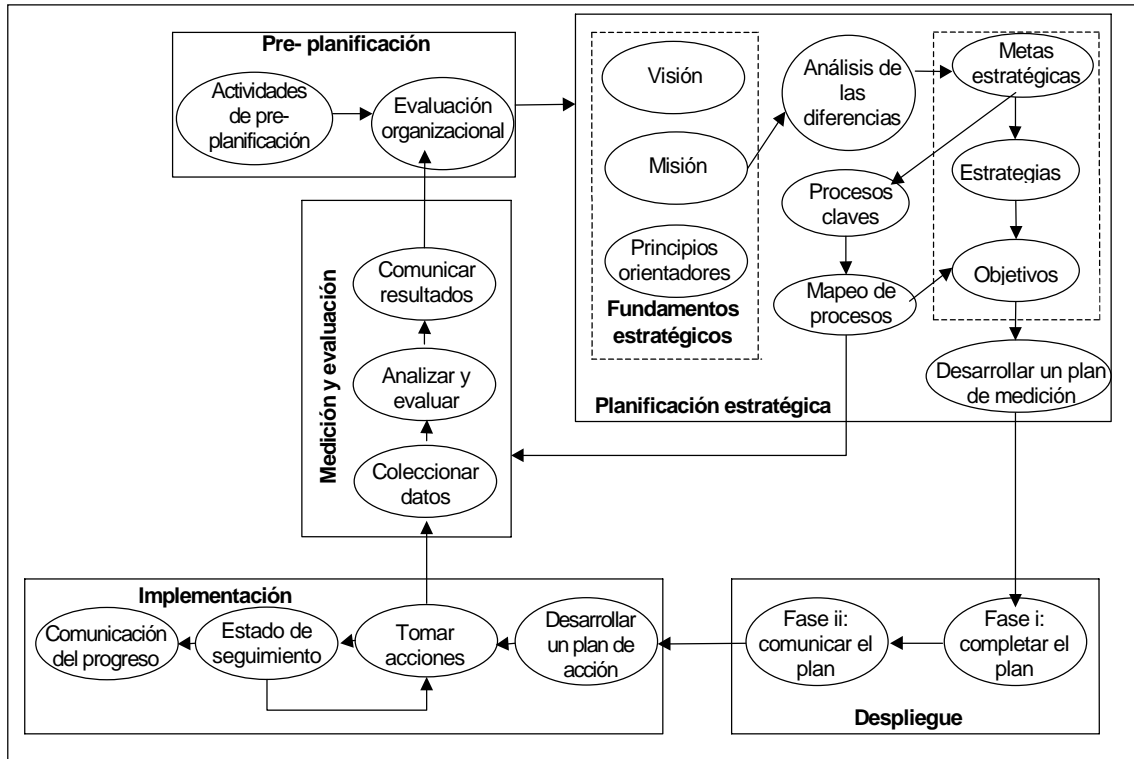 Pre- planificación
Actividades
de pre-
planificación
Evaluación
organizacional
Visión
Misión
Principios
orientadores
Fundamentos
estratégicos
Análisis de
las
diferencias
Metas
estratégicas
Estrategias
Objetivos
Procesos
claves
Mapeo de
procesos
Desarrollar un plan
de medición
Planificación estratégica
Medición y evaluación
Comunicar
resultados
Analizar y
evaluar
Coleccionar
datos
Implementación
Comunicación
del progreso
Estado de
seguimiento
Tomar
acciones
Desarrollar
un plan de
acción
Fase ii:
comunicar el
plan
Fase i:
completar el
plan
Despliegue